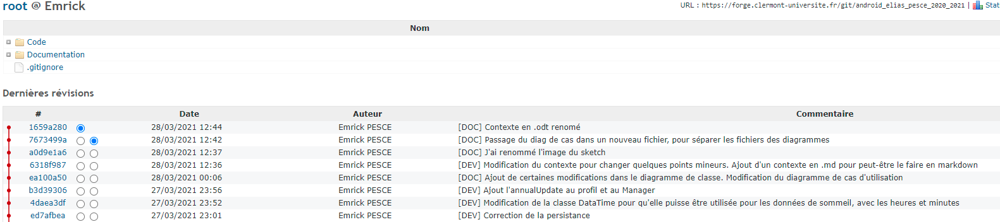 root @ Emrick
URL : https://forge.clermont-universite.fr/git/android_elias_pesce_2020_2021 | Stat
Nom
Code
Documentation
.gitignore
Dernières révisions
# Date Auteur Commentaire
1659a280 28/03/2021 12:44 Emrick PESCE [DOC] Contexte en .odt renomé
7673499a 28/03/2021 12:42 Emrick PESCE [DOC] Passage du diag de cas dans un nouveau fichier, pour séparer les fichiers des diagrammes
a0d9e1a6 28/03/2021 12:37 Emrick PESCE [DOC] J'ai renommé l'image du sketch
6318f987 28/03/2021 12:36 Emrick PESCE [DEV] Modification du contexte pour changer quelques points mineurs. Ajout d'un contexte en .md pour peut-être le faire en markdown
ea100a50 28/03/2021 00:06 Emrick PESCE [DOC] Ajout de certaines modifications dans le diagramme de classe. Modification du diagramme de cas d'utilisation
b3d39306 27/03/2021 23:56 Emrick PESCE [DEV] Ajout l'annualUpdate au profil et au Manager
4daea3df 27/03/2021 23:52 Emrick PESCE [DEV] Modification de la classe DataTime pour qu'elle puisse être utilisée pour les données de sommeil, avec les heures et minutes
ed7afbea 27/03/2021 23:01 Emrick PESCE [DEV] Correction de la persistance